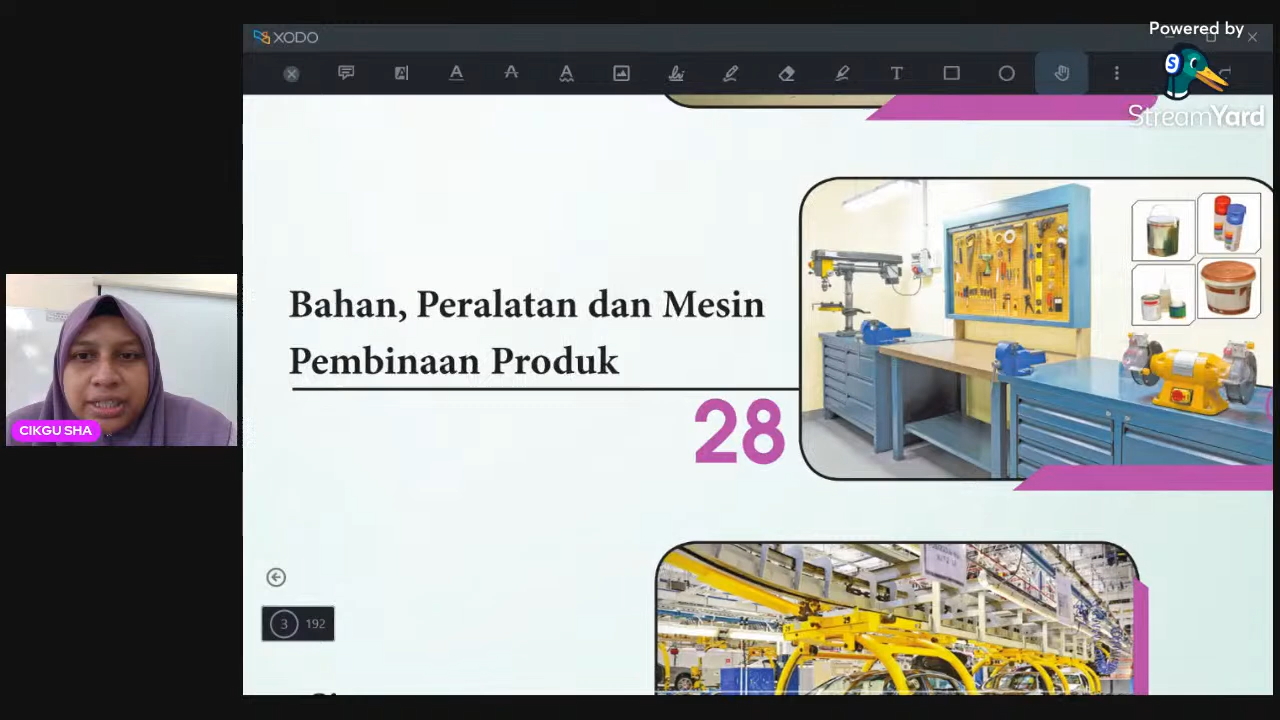 Powered by
XODO
StreamYard
Bahan, Peralatan dan Mesin
Pembinaan Produk
28
CIKGU SHA
3 192